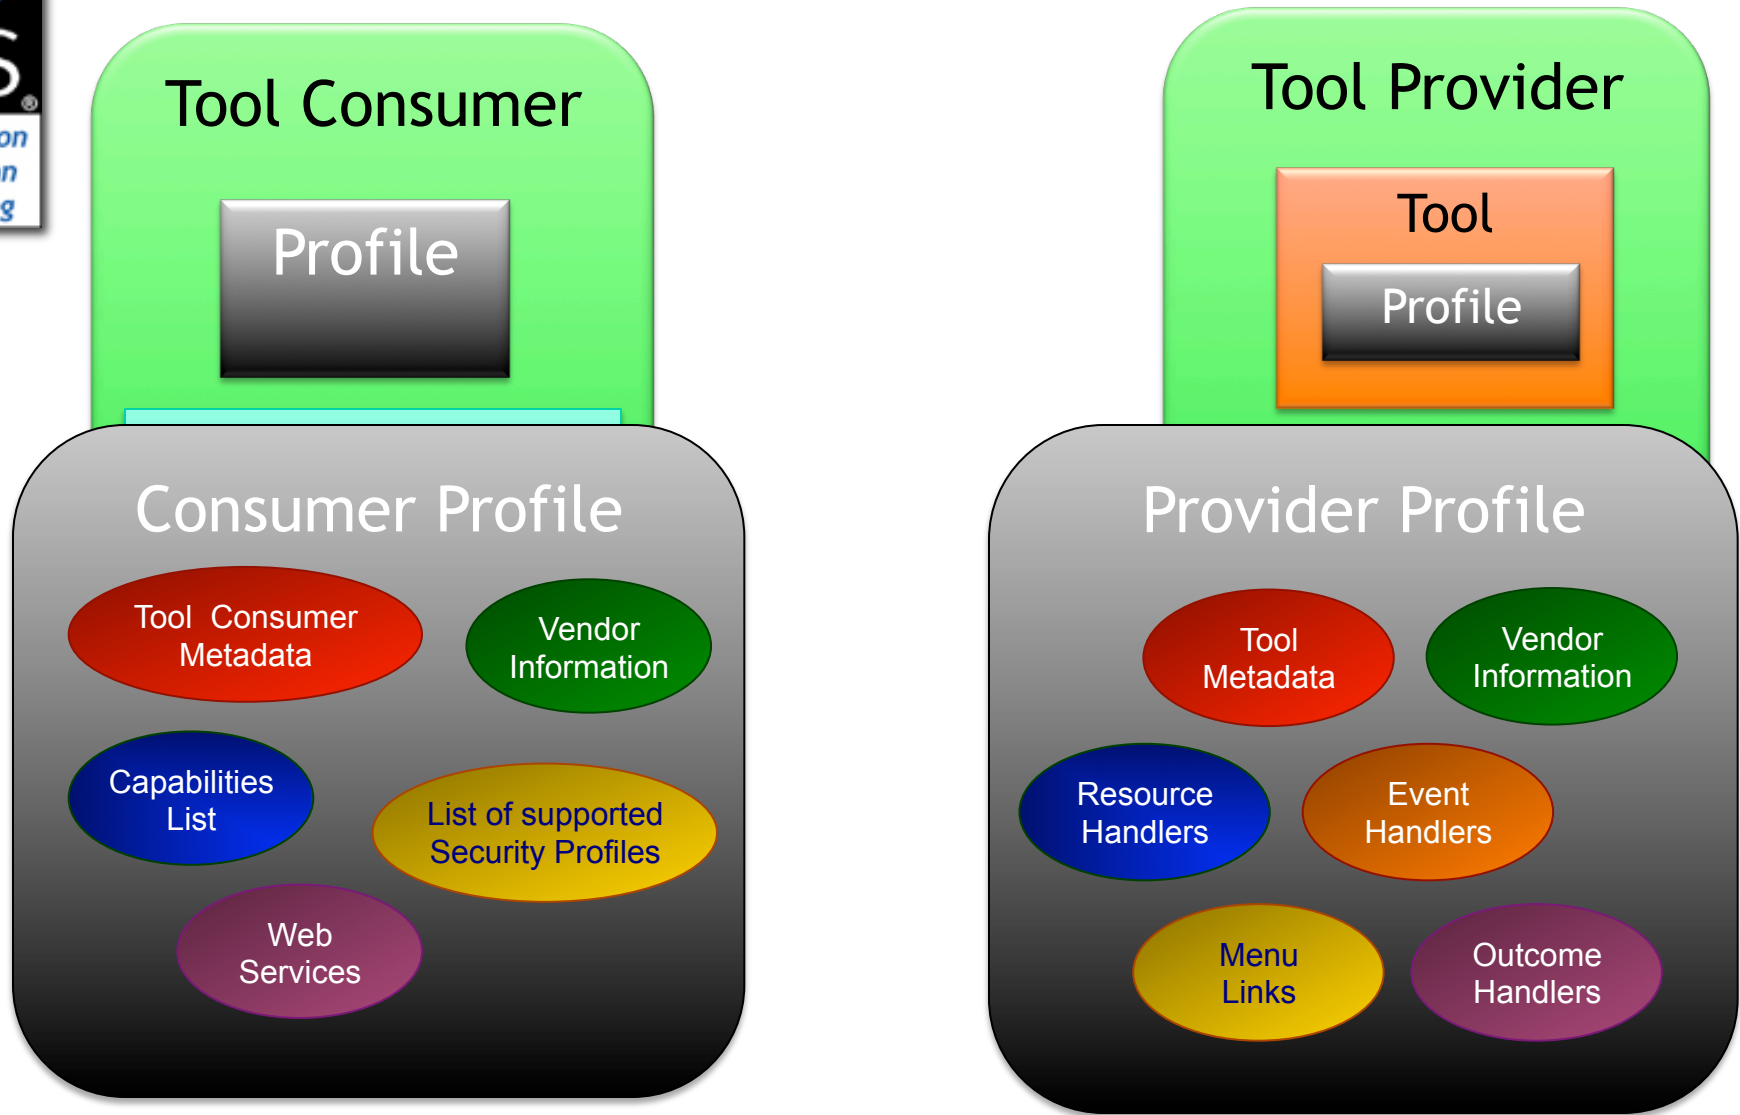 S®
on
n
g
Tool Consumer
Profile
Consumer Profile
Tool Consumer
Metadata
Vendor
Information
Capabilities
List
List of supported
Security Profiles
Web
Services
Tool Provider
Tool
Profile
Provider Profile
Tool
Metadata
Vendor
Information
Resource
Handlers
Event
Handlers
Menu
Links
Outcome
Handlers